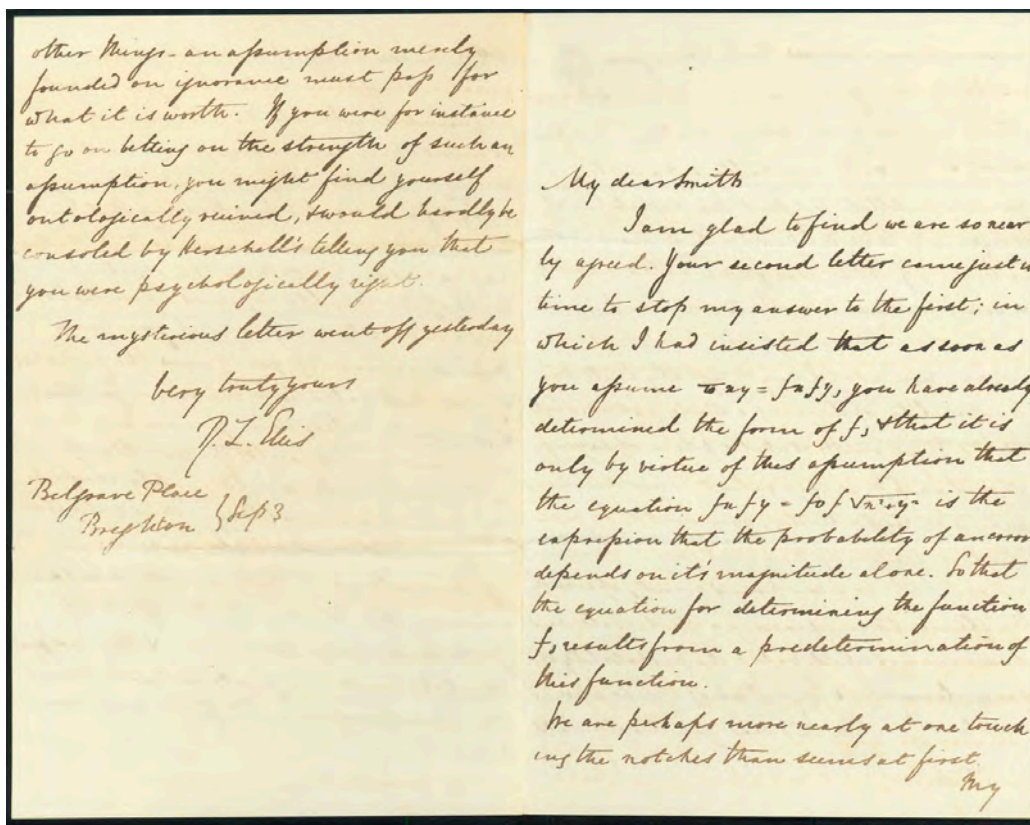 other things – an assumption merely
founded on ignorance must pass for
what it is worth. If you were for instance
to go on betting on the strength of such an
assumption, you might find yourself
ontologically ruined, & would hardly be
consoled by Herschell's telling you that
you were psychologically right.
The mysterious letter went off yesterday
Very truly yours
R. L. Ellis
Belgrave Place
Brighton } Sep 3
My dear Smith
I am glad to find we are so near
ly agreed. Your second letter came just in
time to stop my answer to the first; in
which I had insisted that as soon as
you assume ϖxy = fxfy, you have already
determined the form of f, & that it is
only by virtue of this assumption that
the equation fxfy = f0f√x²+y² is the
expression that the probability of an error
depends on it's magnitude alone. So that
the equation for determining the function
f, results from a predetermination of
this function.
We are perhaps more nearly at one touch
ing the notches than seems at first.
My